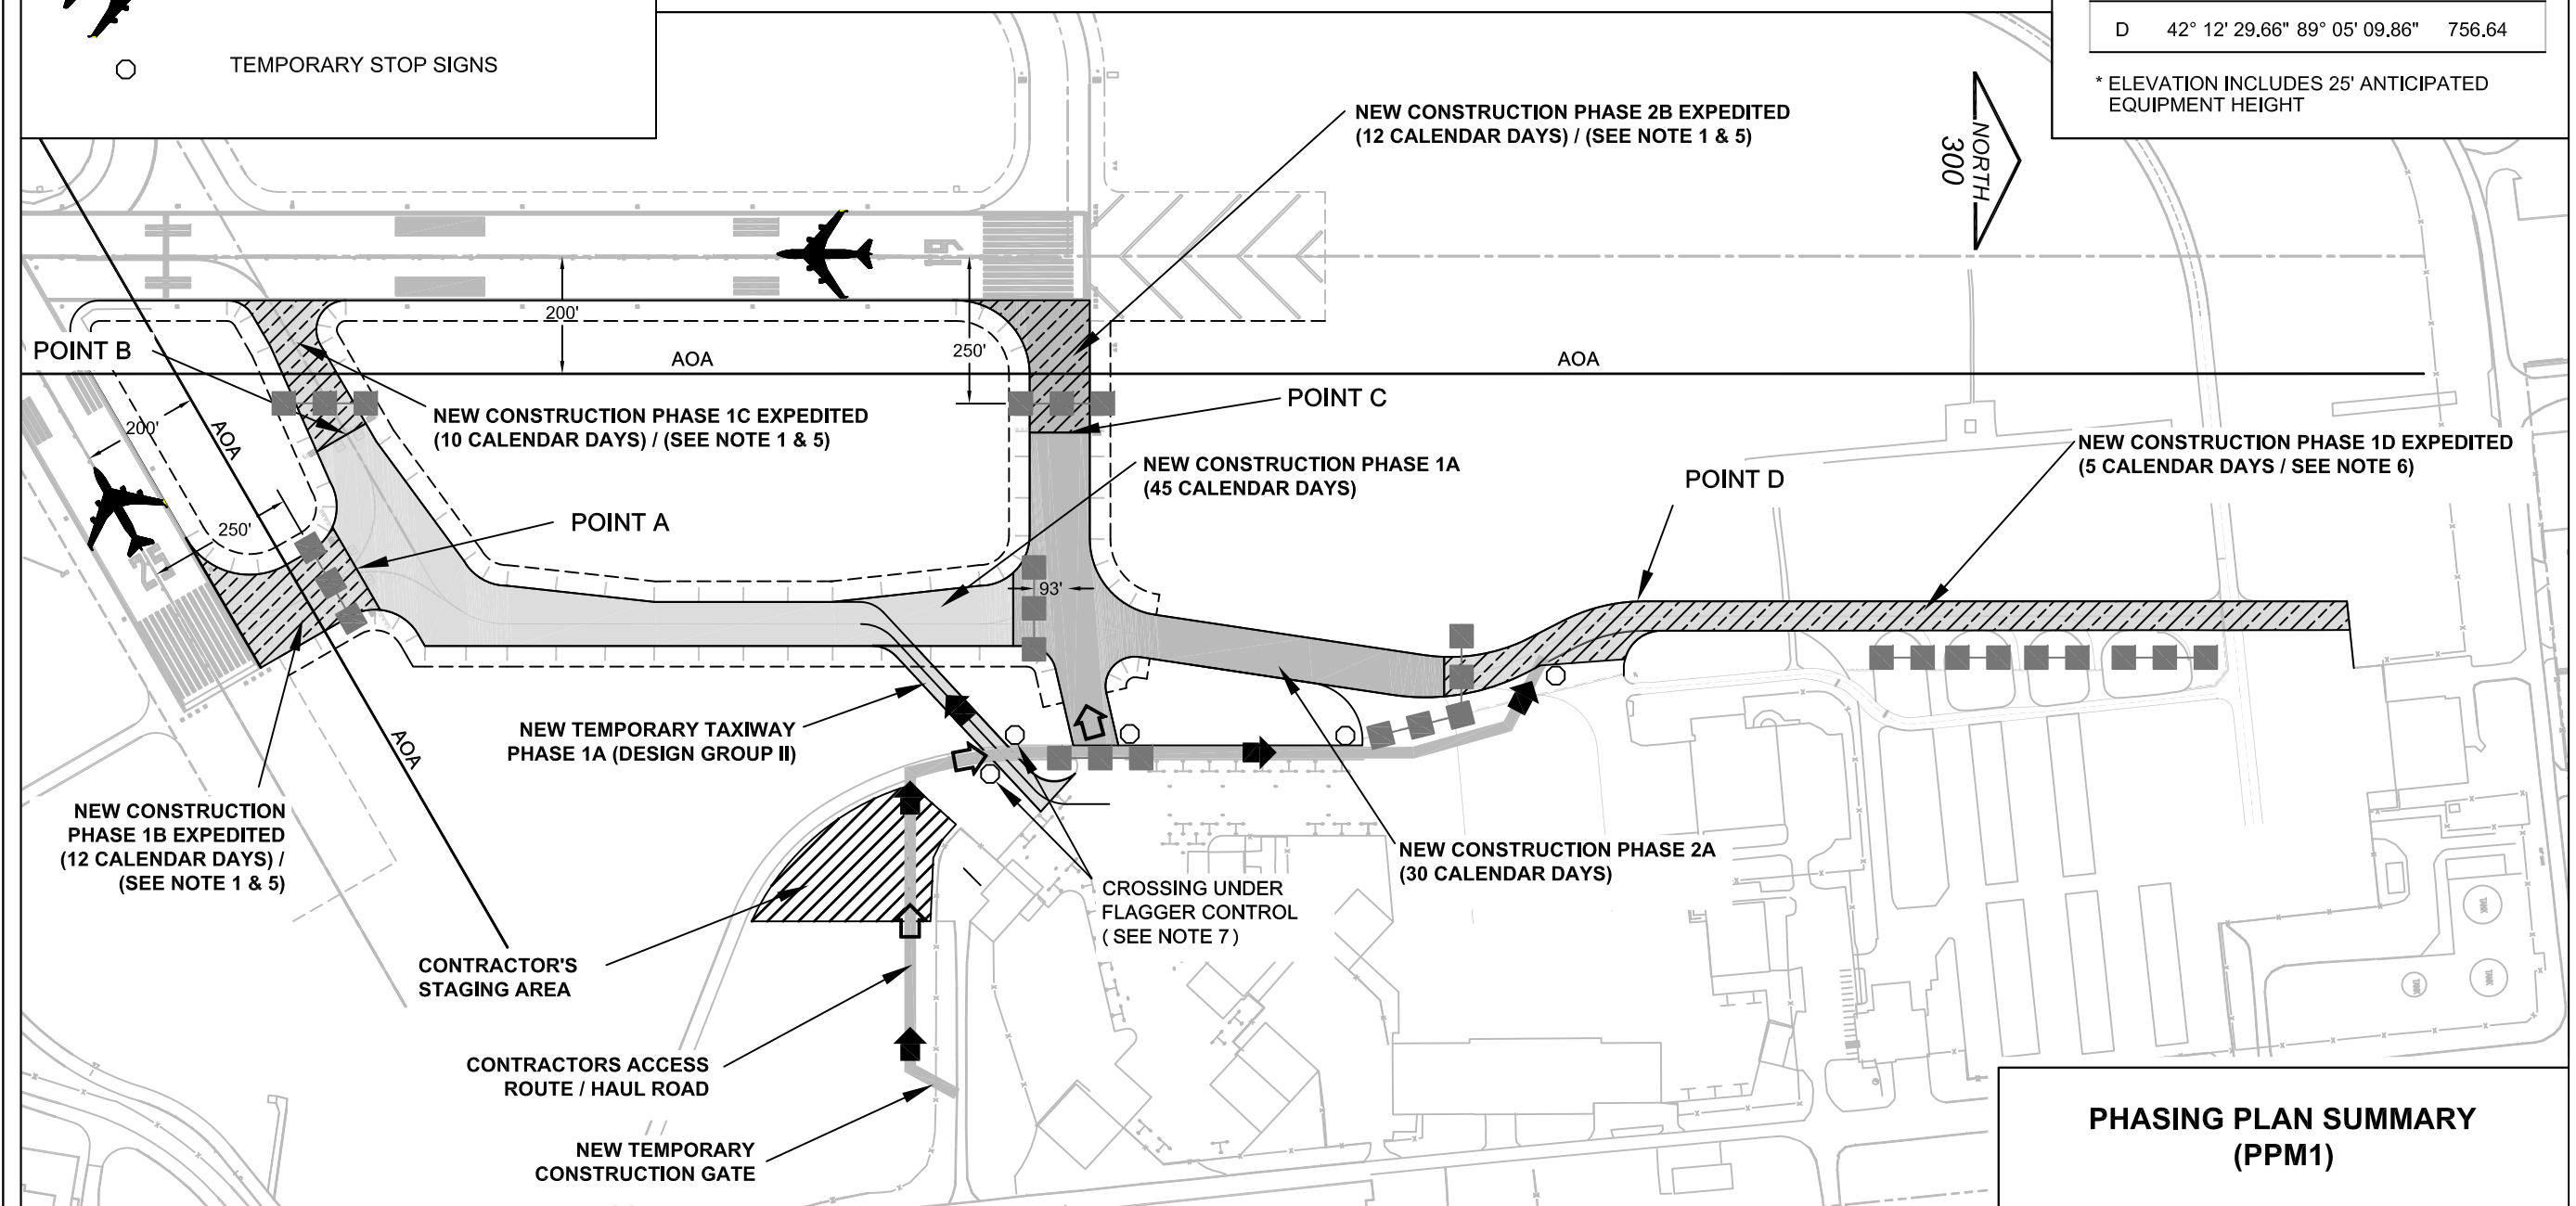 TEMPORARY STOP SIGNS
D 42° 12' 29.66" 89° 05' 09.86" 756.64
* ELEVATION INCLUDES 25' ANTICIPATED
EQUIPMENT HEIGHT
NORTH
300
NEW CONSTRUCTION PHASE 2B EXPEDITED
(12 CALENDAR DAYS) / (SEE NOTE 1 & 5)
19
200'
250'
POINT B
AOA
AOA
POINT C
NEW CONSTRUCTION PHASE 1C EXPEDITED
(10 CALENDAR DAYS) / (SEE NOTE 1 & 5)
200'
AOA
NEW CONSTRUCTION PHASE 1A
(45 CALENDAR DAYS)
NEW CONSTRUCTION PHASE 1D EXPEDITED
(5 CALENDAR DAYS / SEE NOTE 6)
POINT D
POINT A
250'
25
93'
NEW TEMPORARY TAXIWAY
PHASE 1A (DESIGN GROUP II)
AOA
NEW CONSTRUCTION
PHASE 1B EXPEDITED
(12 CALENDAR DAYS) /
(SEE NOTE 1 & 5)
NEW CONSTRUCTION PHASE 2A
(30 CALENDAR DAYS)
CROSSING UNDER
FLAGGER CONTROL
( SEE NOTE 7 )
TANK
TANK
TANK
CONTRACTOR'S
STAGING AREA
CONTRACTORS ACCESS
ROUTE / HAUL ROAD
NEW TEMPORARY
CONSTRUCTION GATE
PHASING PLAN SUMMARY
(PPM1)